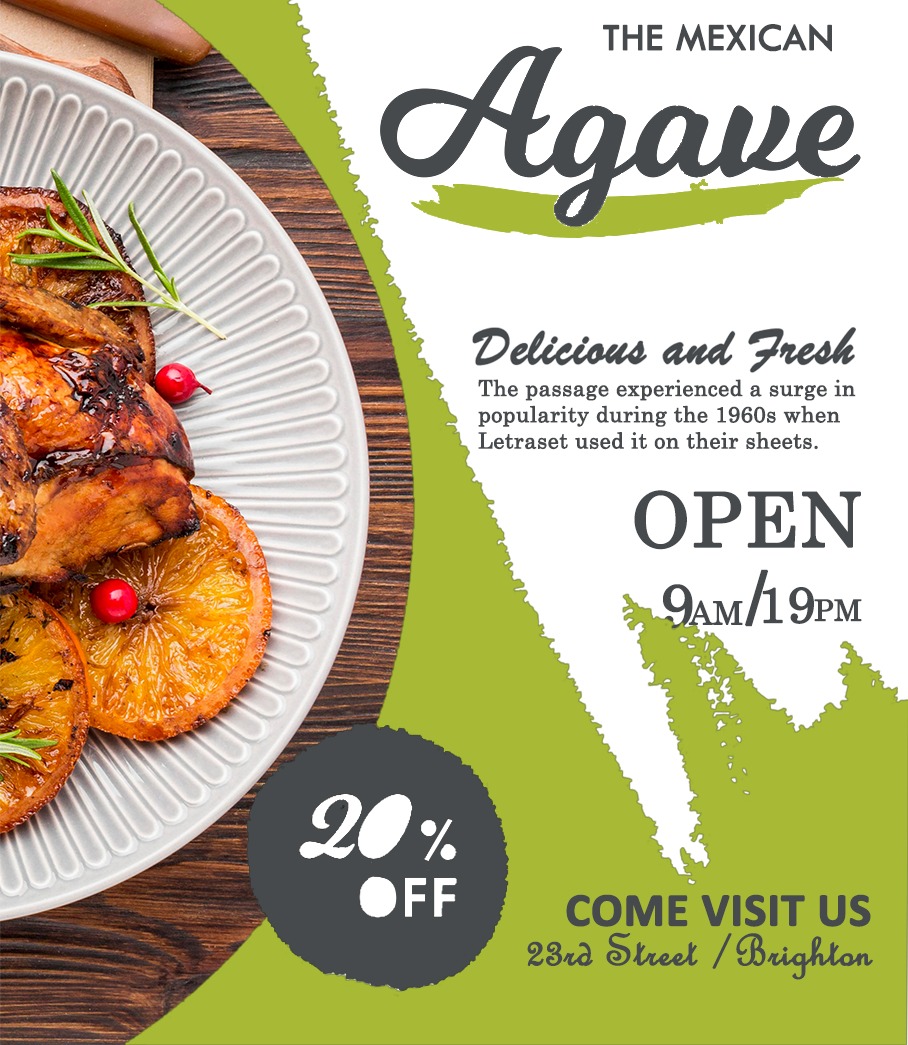 THE MEXICAN
Agave
Delicious and Fresh
The passage experienced a surge in
popularity during the 1960s when
Letraset used it on their sheets.
OPEN
9AM/19PM
20%
OFF
COME VISIT US
23rd Street /Brighton